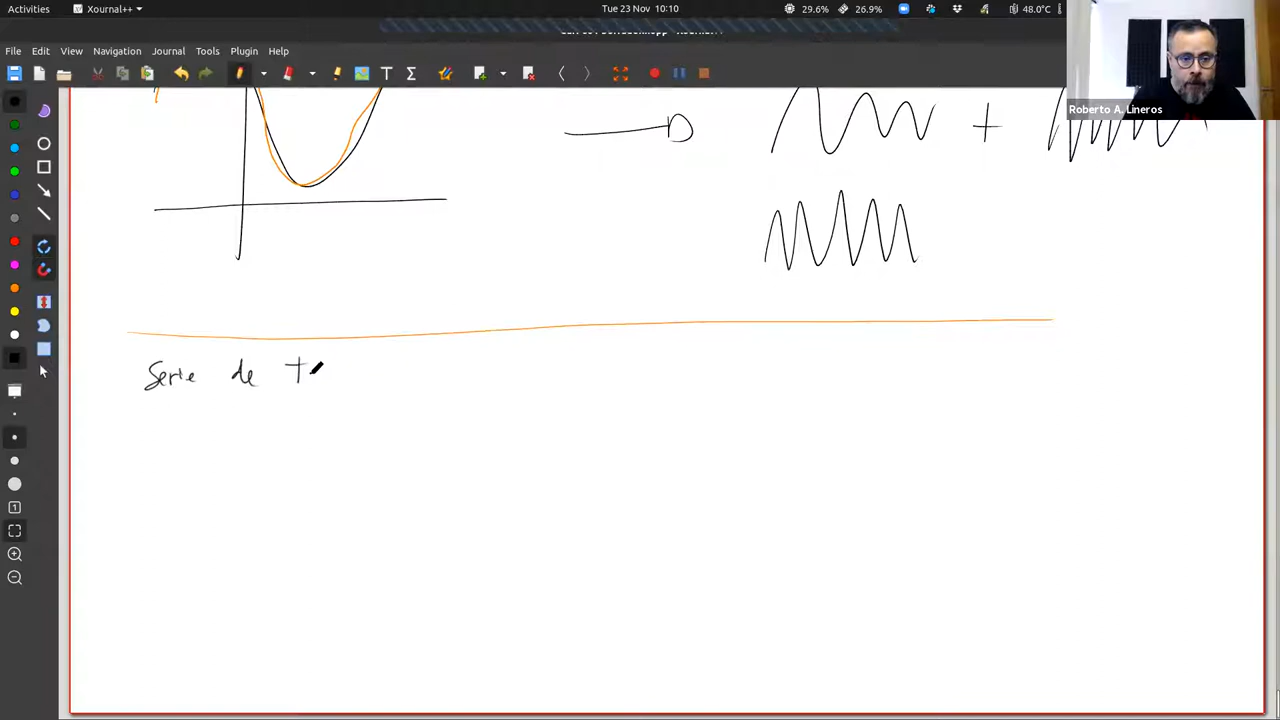 Activities Xournal++ Tue 23 Nov 10:10 29.6% 26.9% 48.0°C
File Edit View Navigation Journal Tools Plugin Help
Roberto A. Lineros
+
Serie de T